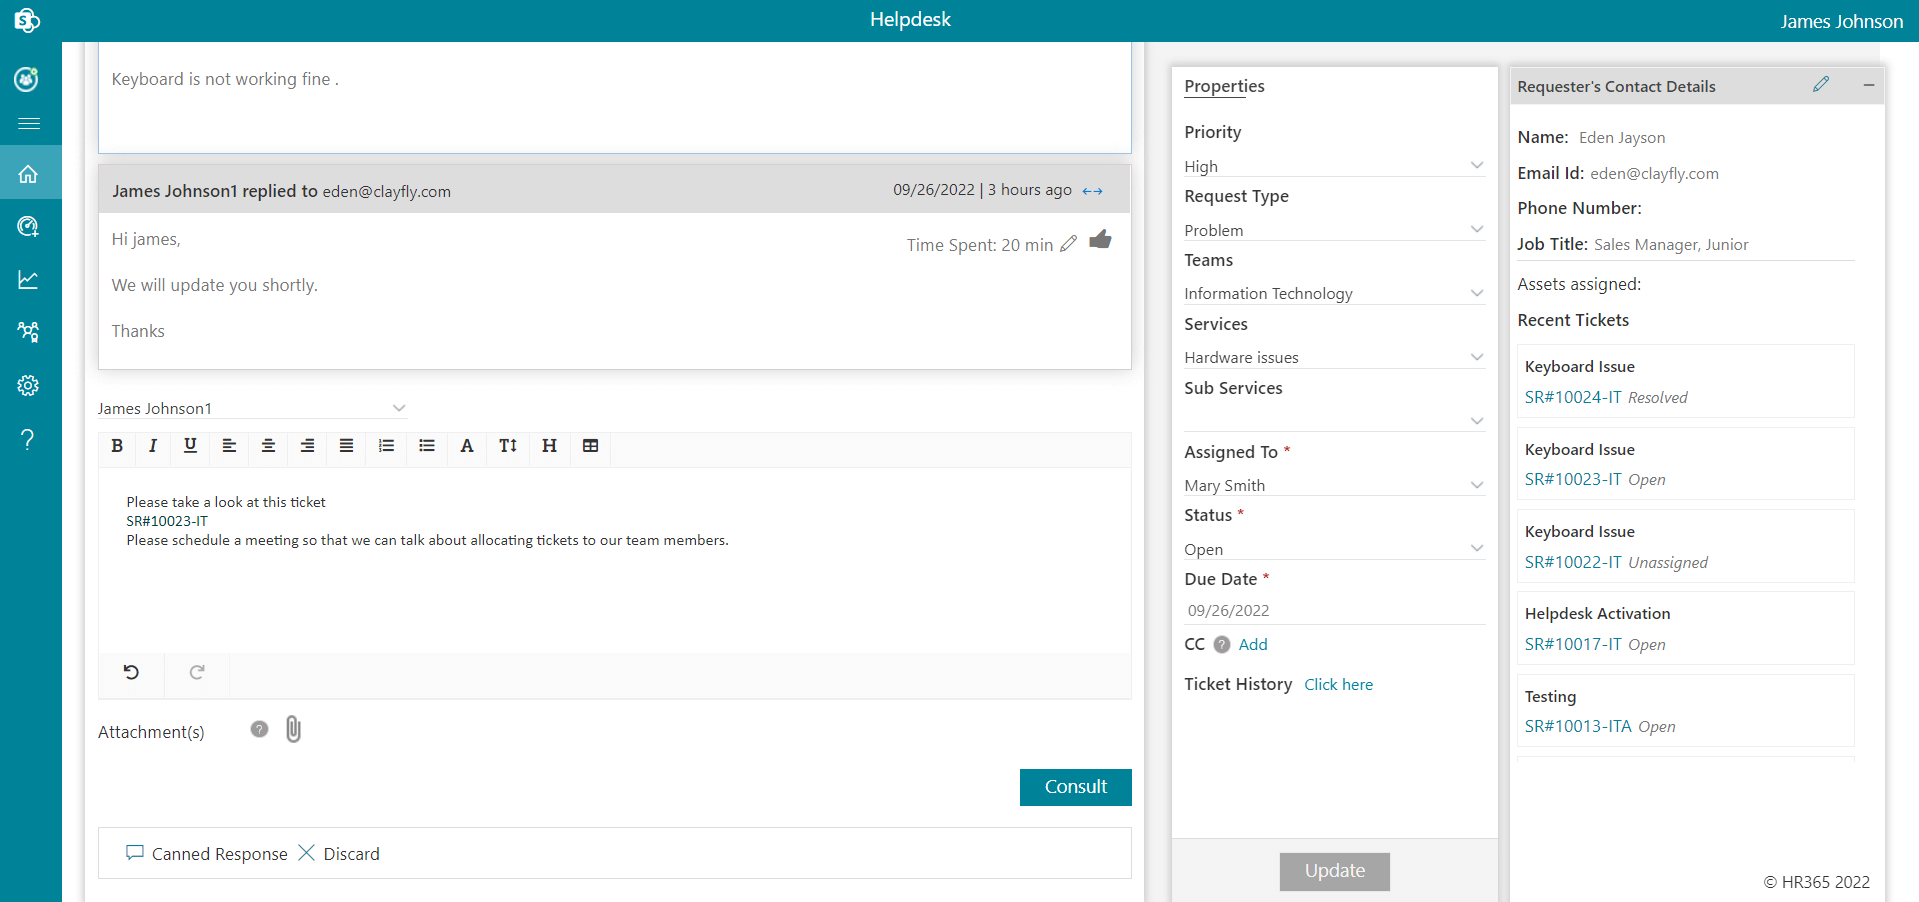 Helpdesk
James Johnson
Keyboard is not working fine .
James Johnson1 replied to eden@clayfly.com
09/26/2022 | 3 hours ago
Hi james,
Time Spent: 20 min
We will update you shortly.
Thanks
James Johnson1
B I U A T H
Please take a look at this ticket
SR#10023-IT
Please schedule a meeting so that we can talk about allocating tickets to our team members.
Attachment(s) ?
Consult
Canned Response Discard
Properties
Priority
High
Request Type
Problem
Teams
Information Technology
Services
Hardware issues
Sub Services
Assigned To *
Mary Smith
Status *
Open
Due Date *
09/26/2022
CC ? Add
Ticket History Click here
Update
Requester's Contact Details
Name: Eden Jayson
Email Id: eden@clayfly.com
Phone Number:
Job Title: Sales Manager, Junior
Assets assigned:
Recent Tickets
Keyboard Issue
SR#10024-IT Resolved
Keyboard Issue
SR#10023-IT Open
Keyboard Issue
SR#10022-IT Unassigned
Helpdesk Activation
SR#10017-IT Open
Testing
SR#10013-ITA Open
© HR365 2022